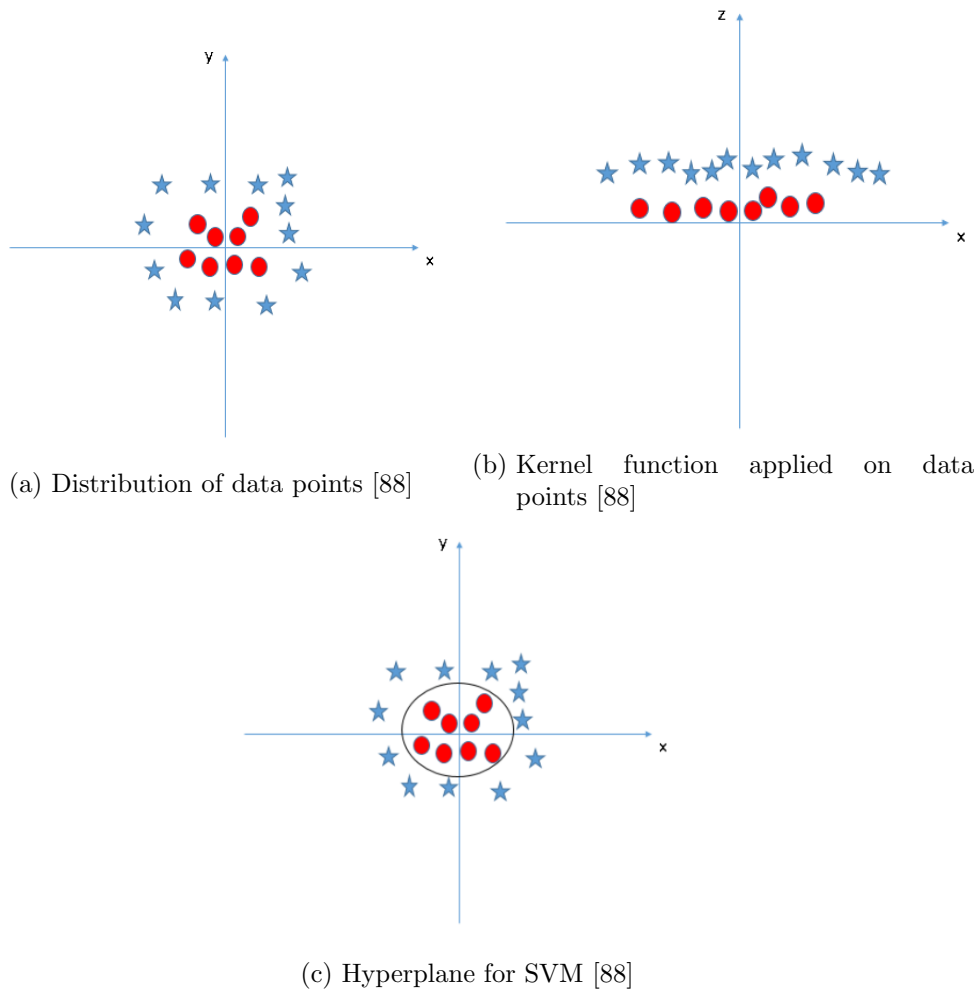 y
x
(a) Distribution of data points [88]
z
x
(b) Kernel function applied on data
points [88]
y
x
(c) Hyperplane for SVM [88]